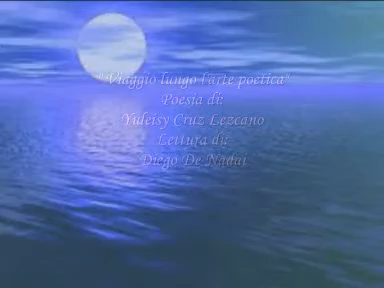 "Viaggio lungo l'arte poetica"
Poesia di:
Yuleisy Cruz Lezcano
Lettura di:
Diego De Nadai